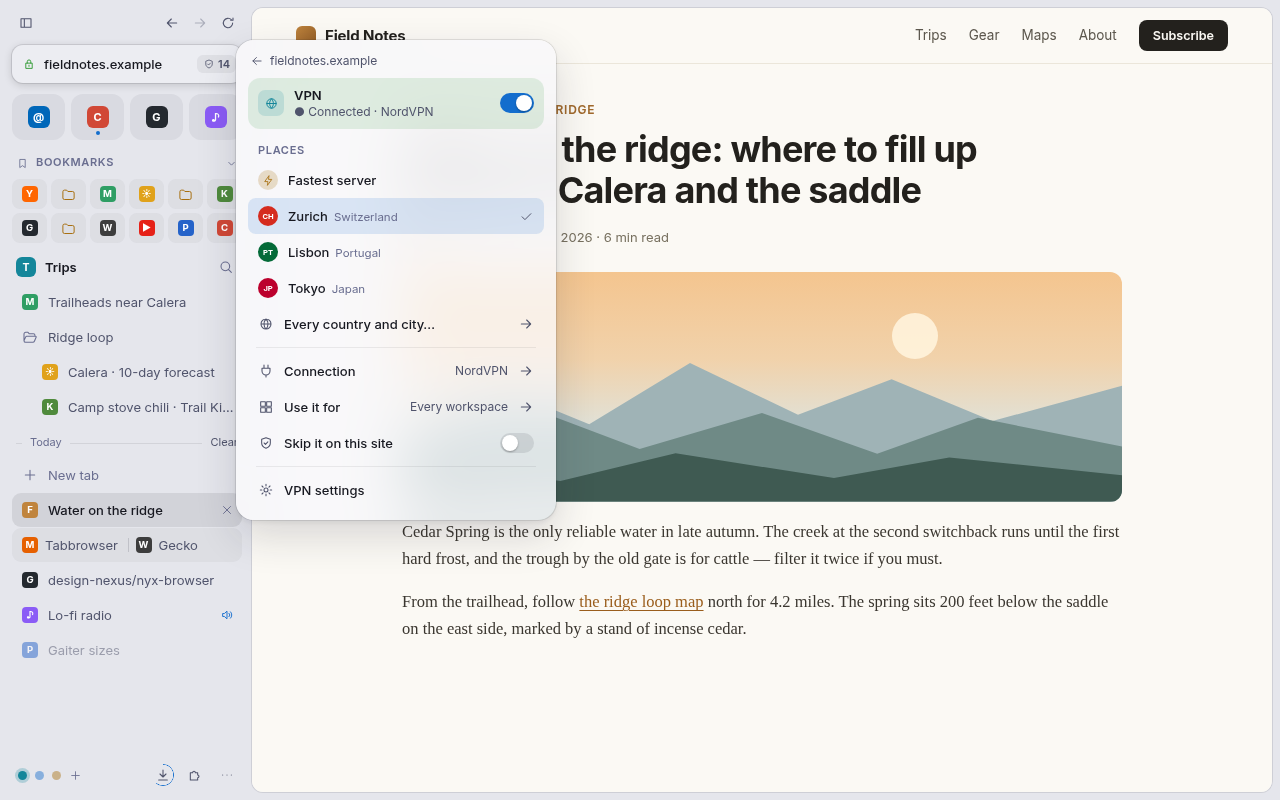 fieldnotes.example
14
@
C
G
BOOKMARKS
Y
M
K
G
W
P
C
T Trips
M Trailheads near Calera
Ridge loop
Calera · 10-day forecast
K Camp stove chili · Trail Ki…
Today
Clear
New tab
F Water on the ridge
M Tabbrowser
W Gecko
G design-nexus/nyx-browser
Lo-fi radio
P Gaiter sizes
fieldnotes.example
VPN
Connected · NordVPN
PLACES
Fastest server
CH Zurich Switzerland
PT Lisbon Portugal
JP Tokyo Japan
Every country and city…
Connection NordVPN
Use it for Every workspace
Skip it on this site
VPN settings
Field Notes
Trips
Gear
Maps
About
Subscribe
RIDGE
the ridge: where to fill up
Calera and the saddle
2026 · 6 min read
Cedar Spring is the only reliable water in late autumn. The creek at the second switchback runs until the first
hard frost, and the trough by the old gate is for cattle — filter it twice if you must.
From the trailhead, follow the ridge loop map north for 4.2 miles. The spring sits 200 feet below the saddle
on the east side, marked by a stand of incense cedar.